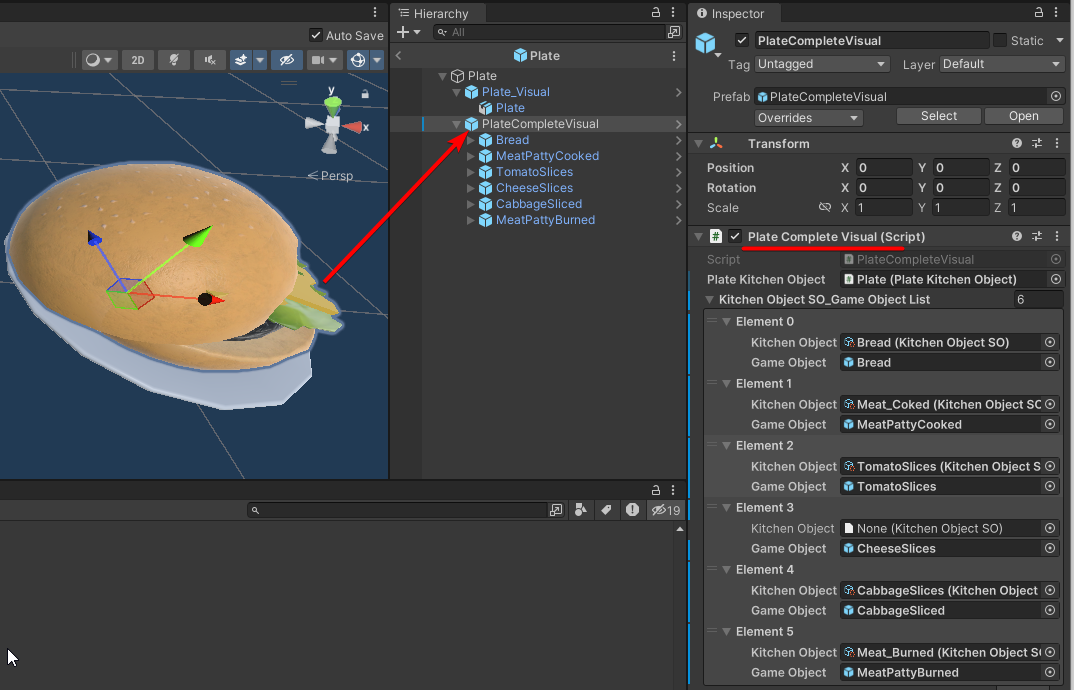 Auto Save
2D
y
x
Persp
Hierarchy
All
Plate
Plate
Plate_Visual
Plate
PlateCompleteVisual
Bread
MeatPattyCooked
TomatoSlices
CheeseSlices
CabbageSliced
MeatPattyBurned
19
Inspector
PlateCompleteVisual Static
Tag Untagged Layer Default
Prefab PlateCompleteVisual
Overrides Select Open
Transform
Position X 0 Y 0 Z 0
Rotation X 0 Y 0 Z 0
Scale X 1 Y 1 Z 1
# Plate Complete Visual (Script)
Script PlateCompleteVisual
Plate Kitchen Object Plate (Plate Kitchen Object)
Kitchen Object SO_Game Object List 6
Element 0
Kitchen Object Bread (Kitchen Object SO)
Game Object Bread
Element 1
Kitchen Object Meat_Coked (Kitchen Object SC
Game Object MeatPattyCooked
Element 2
Kitchen Object TomatoSlices (Kitchen Object S
Game Object TomatoSlices
Element 3
Kitchen Object None (Kitchen Object SO)
Game Object CheeseSlices
Element 4
Kitchen Object CabbageSlices (Kitchen Object
Game Object CabbageSliced
Element 5
Kitchen Object Meat_Burned (Kitchen Object S
Game Object MeatPattyBurned